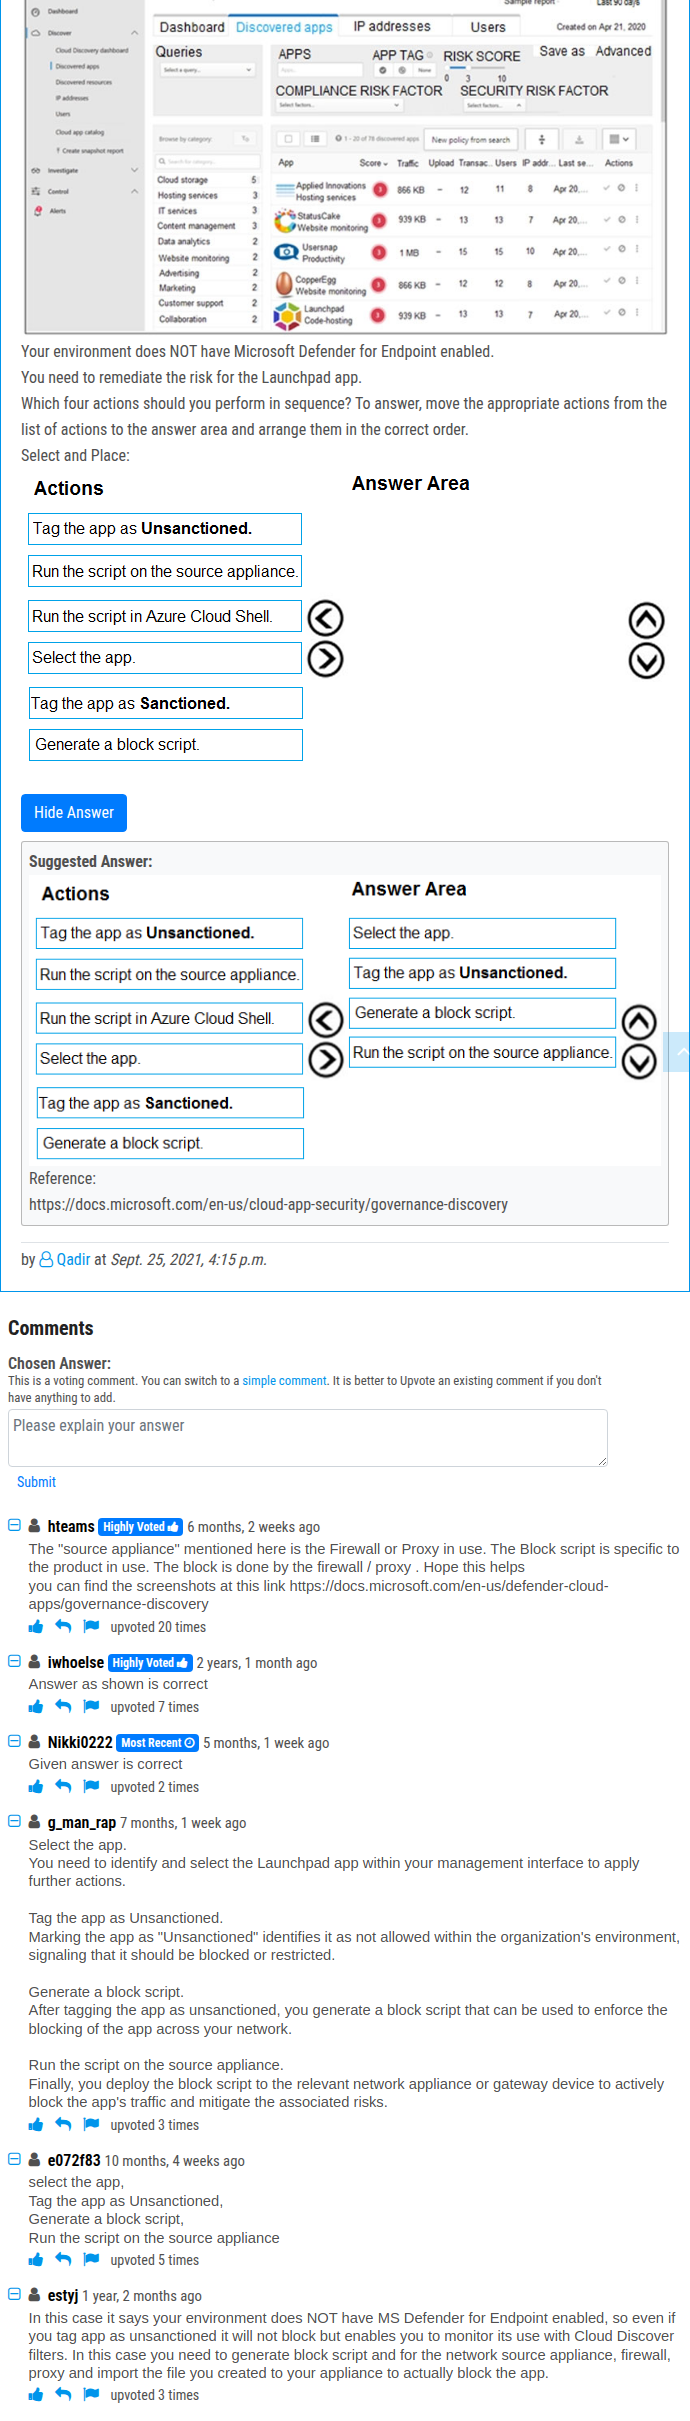 Sample report
Last 90 days
Dashboard
Discover
Cloud Discovery dashboard
Discovered apps
Discovered resources
IP addresses
Users
Cloud app catalog
Create snapshot report
Investigate
Control
Alerts
Dashboard Discovered apps IP addresses Users Created on Apr 21, 2020
Queries
Select a query...
APPS APP TAG RISK SCORE Save as Advanced
None
0 3 10
COMPLIANCE RISK FACTOR SECURITY RISK FACTOR
Select factors... Select factors...
Browse by category:
Search for category...
Cloud storage 5
Hosting services 3
IT services 3
Content management 3
Data analytics 2
Website monitoring 2
Advertising 2
Marketing 2
Customer support 2
Collaboration 2
1 - 20 of 78 discovered apps New policy from search
App Score Traffic Upload Transac... Users IP addr... Last se... Actions
Applied Innovations
Hosting services 3 866 KB - 12 11 8 Apr 20,...
StatusCake
Website monitoring 3 939 KB - 13 13 7 Apr 20,...
Usersnap
Productivity 3 1 MB - 15 15 10 Apr 20,...
CopperEgg
Website monitoring 3 866 KB - 12 12 8 Apr 20,...
Launchpad
Code-hosting 3 939 KB - 13 13 7 Apr 20,...
Your environment does NOT have Microsoft Defender for Endpoint enabled.
You need to remediate the risk for the Launchpad app.
Which four actions should you perform in sequence? To answer, move the appropriate actions from the
list of actions to the answer area and arrange them in the correct order.
Select and Place:
Actions Answer Area
Tag the app as Unsanctioned.
Run the script on the source appliance.
Run the script in Azure Cloud Shell.
Select the app.
Tag the app as Sanctioned.
Generate a block script.
Hide Answer
Suggested Answer:
Actions Answer Area
Tag the app as Unsanctioned. Select the app.
Run the script on the source appliance. Tag the app as Unsanctioned.
Run the script in Azure Cloud Shell. Generate a block script.
Select the app. Run the script on the source appliance.
Tag the app as Sanctioned.
Generate a block script.
Reference:
https://docs.microsoft.com/en-us/cloud-app-security/governance-discovery
by Qadir at Sept. 25, 2021, 4:15 p.m.
Comments
Chosen Answer:
This is a voting comment. You can switch to a simple comment. It is better to Upvote an existing comment if you don't
have anything to add.
Please explain your answer
Submit
hteams Highly Voted 6 months, 2 weeks ago
The "source appliance" mentioned here is the Firewall or Proxy in use. The Block script is specific to
the product in use. The block is done by the firewall / proxy . Hope this helps
you can find the screenshots at this link https://docs.microsoft.com/en-us/defender-cloud-
apps/governance-discovery
upvoted 20 times
iwhoelse Highly Voted 2 years, 1 month ago
Answer as shown is correct
upvoted 7 times
Nikki0222 Most Recent 5 months, 1 week ago
Given answer is correct
upvoted 2 times
g_man_rap 7 months, 1 week ago
Select the app.
You need to identify and select the Launchpad app within your management interface to apply
further actions.
Tag the app as Unsanctioned.
Marking the app as "Unsanctioned" identifies it as not allowed within the organization's environment,
signaling that it should be blocked or restricted.
Generate a block script.
After tagging the app as unsanctioned, you generate a block script that can be used to enforce the
blocking of the app across your network.
Run the script on the source appliance.
Finally, you deploy the block script to the relevant network appliance or gateway device to actively
block the app's traffic and mitigate the associated risks.
upvoted 3 times
e072f83 10 months, 4 weeks ago
select the app,
Tag the app as Unsanctioned,
Generate a block script,
Run the script on the source appliance
upvoted 5 times
estyj 1 year, 2 months ago
In this case it says your environment does NOT have MS Defender for Endpoint enabled, so even if
you tag app as unsanctioned it will not block but enables you to monitor its use with Cloud Discover
filters. In this case you need to generate block script and for the network source appliance, firewall,
proxy and import the file you created to your appliance to actually block the app.
upvoted 3 times